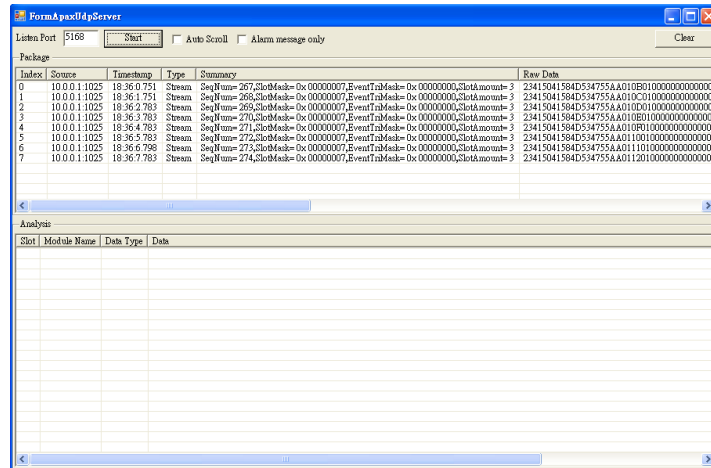 FormApaxUdpServer
Listen Port 5168 Start Auto Scroll Alarm message only Clear
Package
Index Source Timestamp Type Summary Raw Data
0 10.0.0.1:1025 18:36:0.751 Stream SeqNum= 267,SlotMask= 0x 00000007,EventTriMask= 0x 00000000,SlotAmount= 3 23415041584D534755AA010B010000000000000
1 10.0.0.1:1025 18:36:1.751 Stream SeqNum= 268,SlotMask= 0x 00000007,EventTriMask= 0x 00000000,SlotAmount= 3 23415041584D534755AA010C010000000000000
2 10.0.0.1:1025 18:36:2.783 Stream SeqNum= 269,SlotMask= 0x 00000007,EventTriMask= 0x 00000000,SlotAmount= 3 23415041584D534755AA010D010000000000000
3 10.0.0.1:1025 18:36:3.783 Stream SeqNum= 270,SlotMask= 0x 00000007,EventTriMask= 0x 00000000,SlotAmount= 3 23415041584D534755AA010E010000000000000
4 10.0.0.1:1025 18:36:4.783 Stream SeqNum= 271,SlotMask= 0x 00000007,EventTriMask= 0x 00000000,SlotAmount= 3 23415041584D534755AA010F010000000000000
5 10.0.0.1:1025 18:36:5.783 Stream SeqNum= 272,SlotMask= 0x 00000007,EventTriMask= 0x 00000000,SlotAmount= 3 23415041584D534755AA0110010000000000000
6 10.0.0.1:1025 18:36:6.798 Stream SeqNum= 273,SlotMask= 0x 00000007,EventTriMask= 0x 00000000,SlotAmount= 3 23415041584D534755AA0111010000000000000
7 10.0.0.1:1025 18:36:7.783 Stream SeqNum= 274,SlotMask= 0x 00000007,EventTriMask= 0x 00000000,SlotAmount= 3 23415041584D534755AA0112010000000000000
Analysis
Slot Module Name Data Type Data